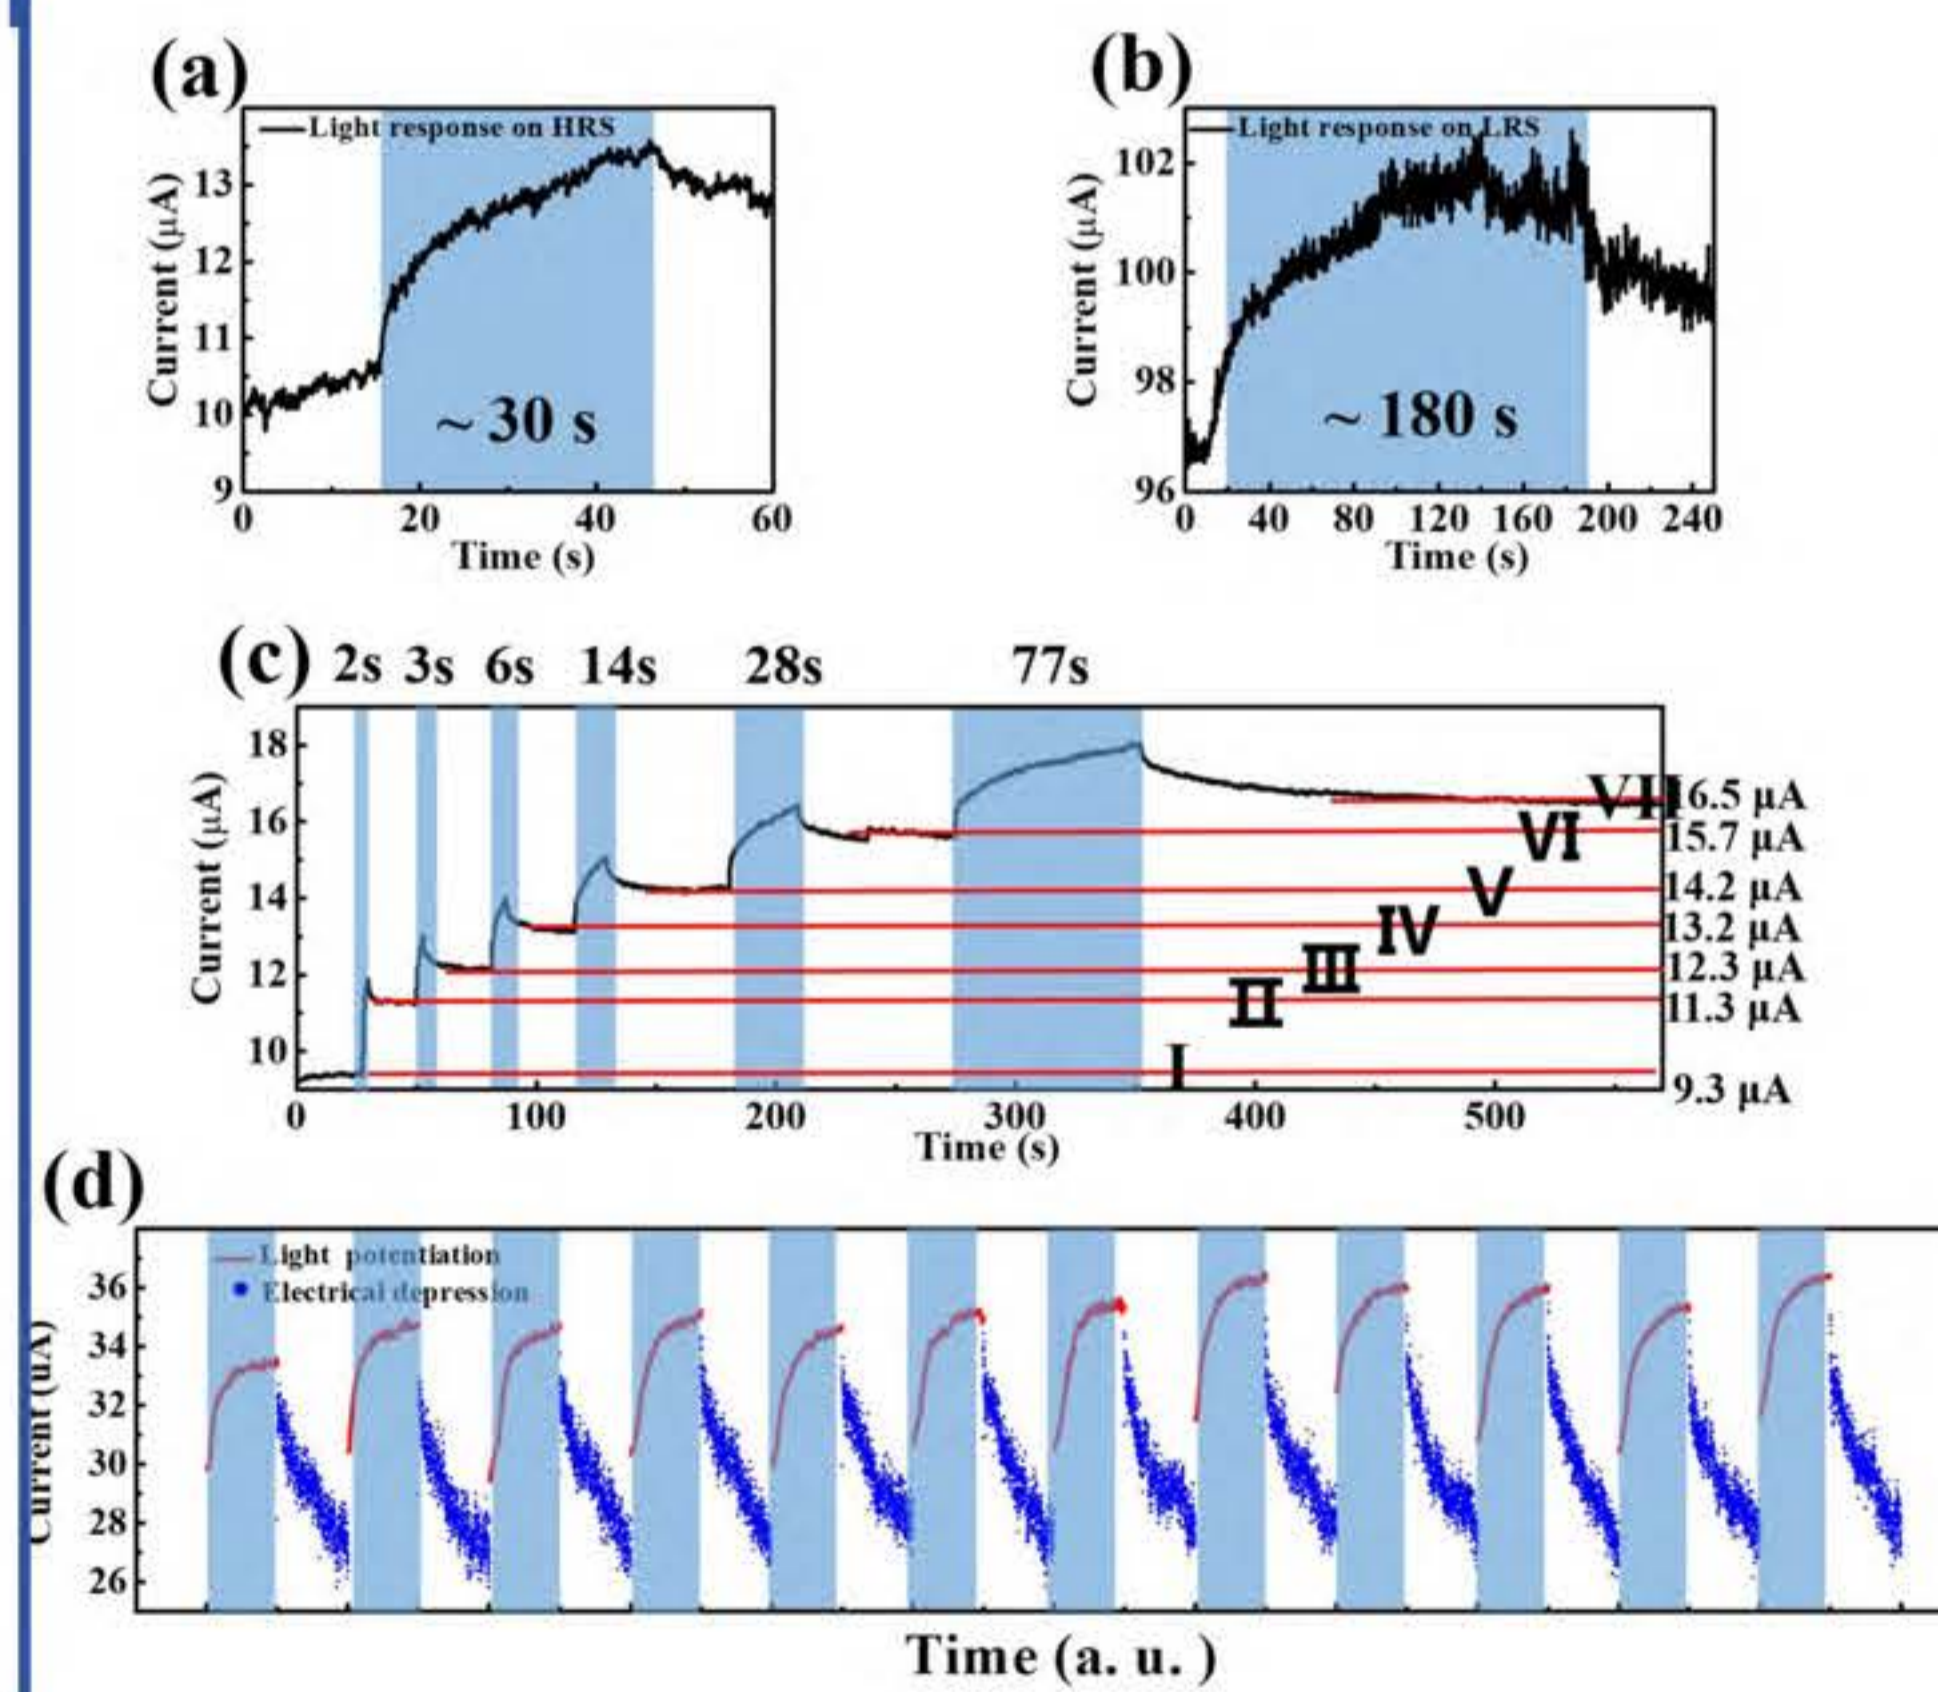 (a)
Light response on HRS
Current (μA)
13
12
11
10
9
~ 30 s
0 20 40 60
Time (s)
(b)
Light response on LRS
Current (μA)
102
100
98
96
~ 180 s
0 40 80 120 160 200 240
Time (s)
(c) 2s 3s 6s 14s 28s 77s
Current (μA)
18
16
14
12
10
VII 16.5 μA
VI 15.7 μA
V 14.2 μA
IV 13.2 μA
III 12.3 μA
II 11.3 μA
I 9.3 μA
0 100 200 300 400 500
Time (s)
(d)
Light potentiation
Electrical depression
Current (uA)
36
34
32
30
28
26
Time (a. u. )